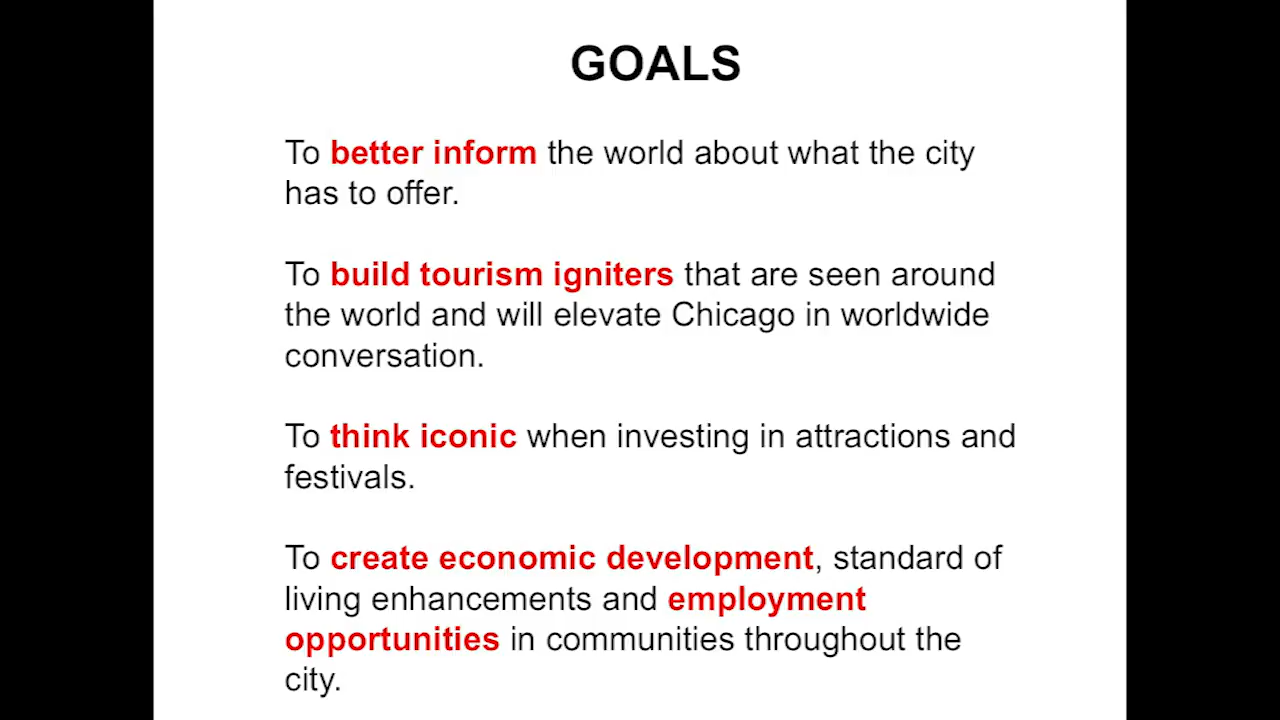 GOALS
To better inform the world about what the city
has to offer.
To build tourism igniters that are seen around
the world and will elevate Chicago in worldwide
conversation.
To think iconic when investing in attractions and
festivals.
To create economic development, standard of
living enhancements and employment
opportunities in communities throughout the
city.